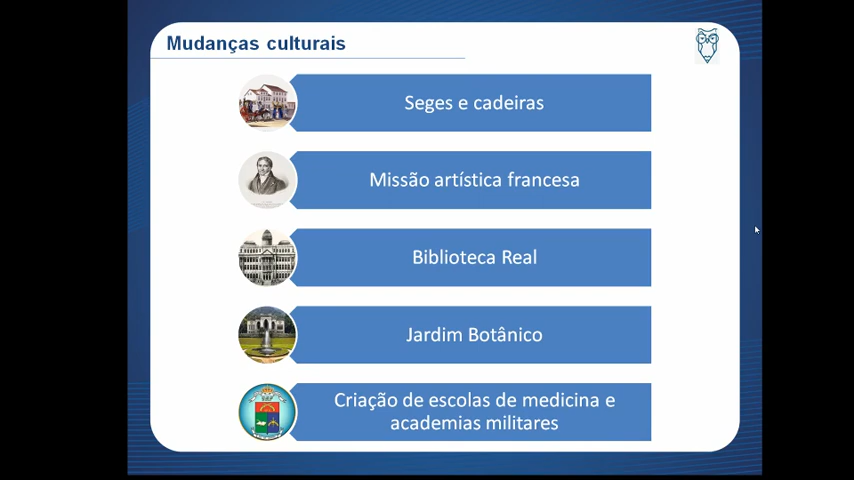 Mudanças culturais
Seges e cadeiras
Missão artística francesa
Biblioteca Real
Jardim Botânico
Criação de escolas de medicina e
academias militares